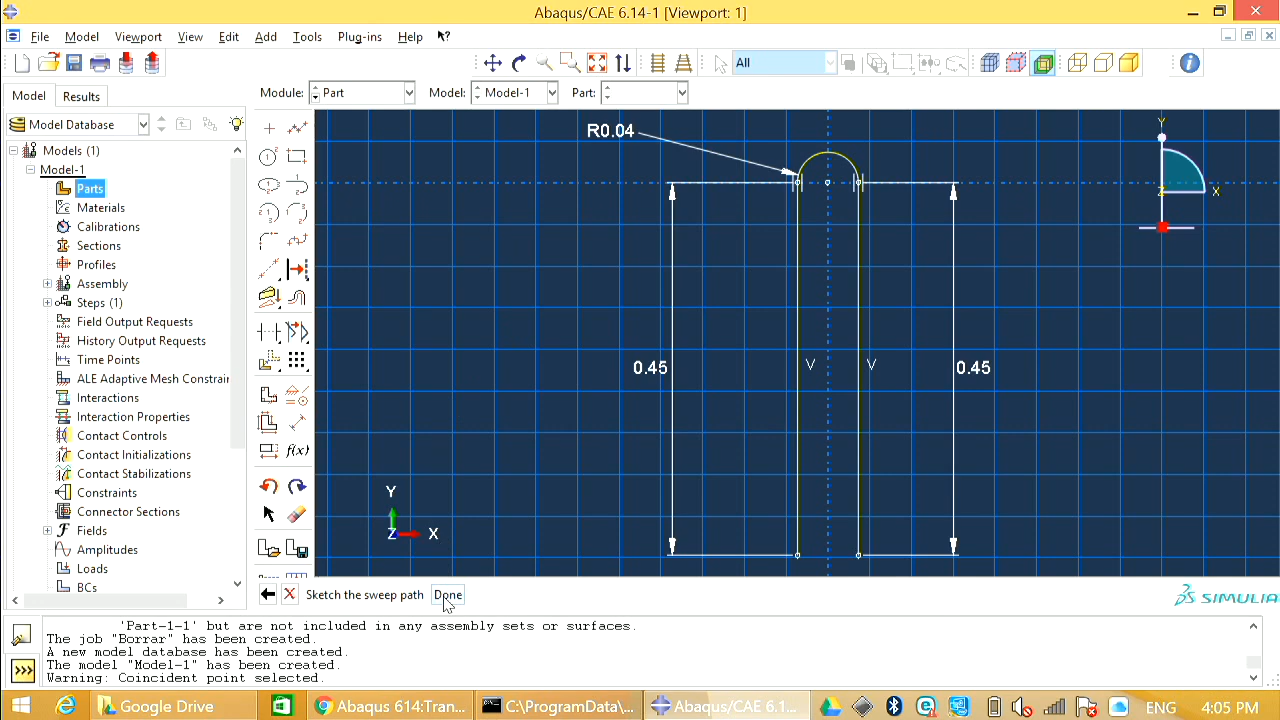 Abaqus/CAE 6.14-1 [Viewport: 1]
File Model Viewport View Edit Add Tools Plug-ins Help
All
Model Results
Module: Part Model: Model-1 Part:
Model Database
Models (1)
Model-1
Parts
Materials
Calibrations
Sections
Profiles
Assembly
Steps (1)
Field Output Requests
History Output Requests
Time Points
ALE Adaptive Mesh Constrain
Interactions
Interaction Properties
Contact Controls
Contact Initializations
Contact Stabilizations
Constraints
Connector Sections
Fields
Amplitudes
Loads
BCs
f(x)
R0.04
0.45
V
V
0.45
Y
X
Z
Y
Z
X
Sketch the sweep path Done
SIMULIA
'Part-1-1' but are not included in any assembly sets or surfaces.
The job "Borrar" has been created.
A new model database has been created.
The model "Model-1" has been created.
Warning: Coincident point selected.
Google Drive Abaqus 614:Tran... C:\ProgramData\... Abaqus/CAE 6.1... ENG 4:05 PM